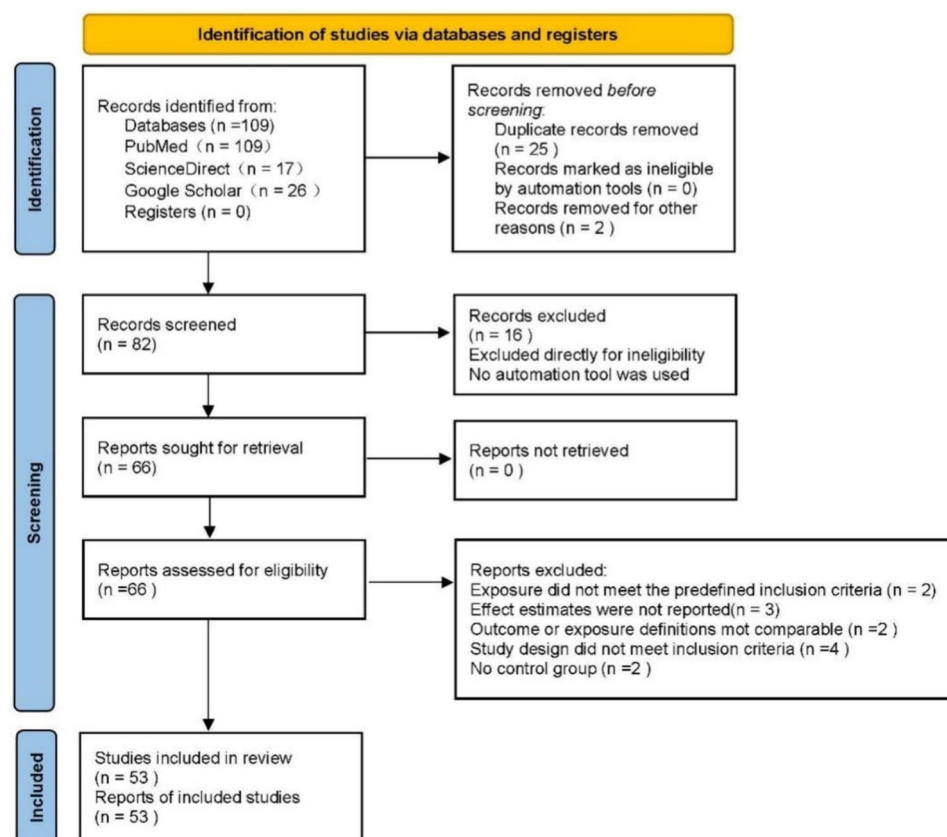 Identification of studies via databases and registers
Identification
Records identified from:
Databases (n =109)
PubMed（n = 109)
ScienceDirect（n = 17）
Google Scholar（n = 26 ）
Registers (n = 0)
Records removed before
screening:
Duplicate records removed
(n = 25 )
Records marked as ineligible
by automation tools (n = 0)
Records removed for other
reasons (n = 2 )
Screening
Records screened
(n = 82)
Records excluded
(n = 16 )
Excluded directly for ineligibility
No automation tool was used
Reports sought for retrieval
(n = 66)
Reports not retrieved
(n = 0 )
Reports assessed for eligibility
(n =66 )
Reports excluded:
Exposure did not meet the predefined inclusion criteria (n = 2)
Effect estimates were not reported(n = 3)
Outcome or exposure definitions mot comparable (n =2 )
Study design did not meet inclusion criteria (n =4 )
No control group (n =2 )
Included
Studies included in review
(n = 53 )
Reports of included studies
(n = 53 )